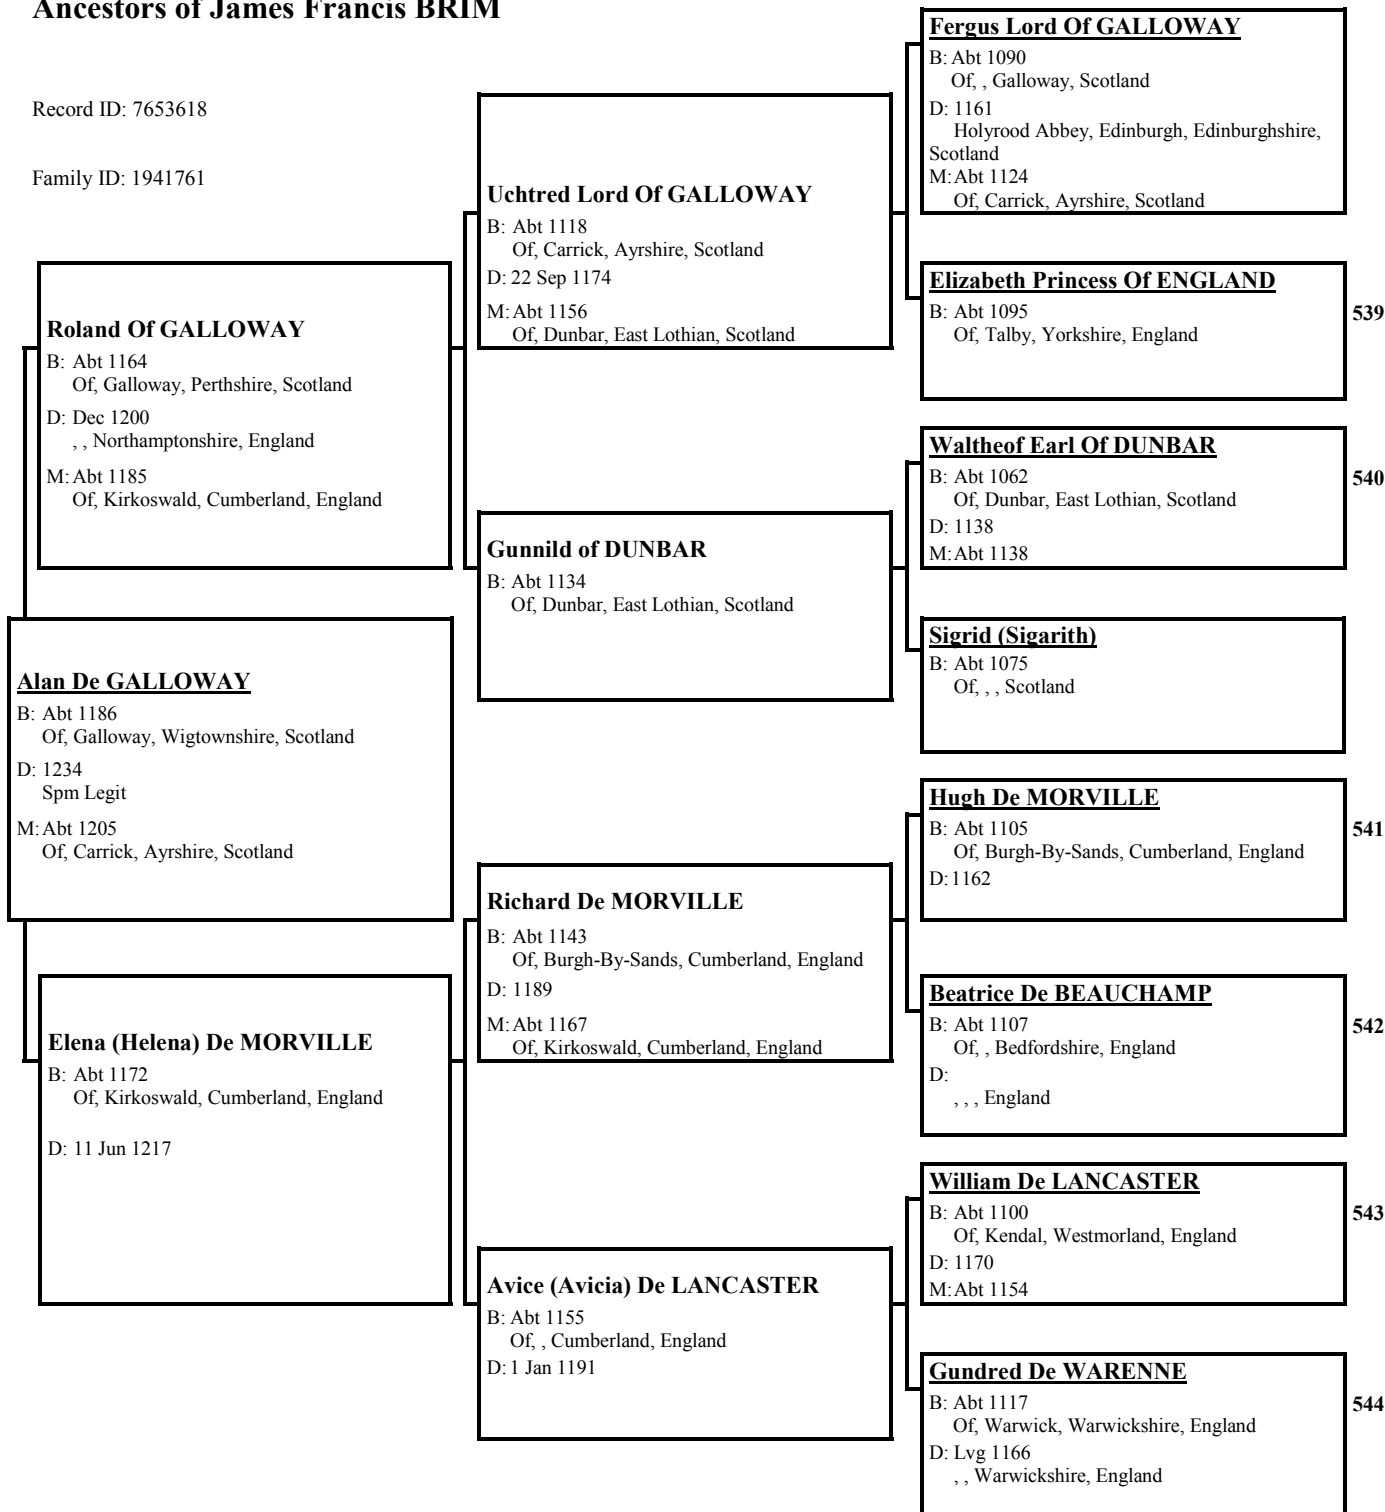 Ancestors of James Francis BRIM
Record ID: 7653618
Family ID: 1941761
Fergus Lord Of GALLOWAY
B: Abt 1090
Of, , Galloway, Scotland
D: 1161
Holyrood Abbey, Edinburgh, Edinburghshire,
Scotland
M: Abt 1124
Of, Carrick, Ayrshire, Scotland
Uchtred Lord Of GALLOWAY
B: Abt 1118
Of, Carrick, Ayrshire, Scotland
D: 22 Sep 1174
M: Abt 1156
Of, Dunbar, East Lothian, Scotland
Elizabeth Princess Of ENGLAND
B: Abt 1095
Of, Talby, Yorkshire, England
539
Roland Of GALLOWAY
B: Abt 1164
Of, Galloway, Perthshire, Scotland
D: Dec 1200
, , Northamptonshire, England
M: Abt 1185
Of, Kirkoswald, Cumberland, England
Waltheof Earl Of DUNBAR
B: Abt 1062
Of, Dunbar, East Lothian, Scotland
D: 1138
M: Abt 1138
540
Gunnild of DUNBAR
B: Abt 1134
Of, Dunbar, East Lothian, Scotland
Sigrid (Sigarith)
B: Abt 1075
Of, , , Scotland
Alan De GALLOWAY
B: Abt 1186
Of, Galloway, Wigtownshire, Scotland
D: 1234
Spm Legit
M: Abt 1205
Of, Carrick, Ayrshire, Scotland
Hugh De MORVILLE
B: Abt 1105
Of, Burgh-By-Sands, Cumberland, England
D: 1162
541
Richard De MORVILLE
B: Abt 1143
Of, Burgh-By-Sands, Cumberland, England
D: 1189
M: Abt 1167
Of, Kirkoswald, Cumberland, England
Beatrice De BEAUCHAMP
B: Abt 1107
Of, , Bedfordshire, England
D:
, , , England
542
Elena (Helena) De MORVILLE
B: Abt 1172
Of, Kirkoswald, Cumberland, England
D: 11 Jun 1217
William De LANCASTER
B: Abt 1100
Of, Kendal, Westmorland, England
D: 1170
M: Abt 1154
543
Avice (Avicia) De LANCASTER
B: Abt 1155
Of, , Cumberland, England
D: 1 Jan 1191
Gundred De WARENNE
B: Abt 1117
Of, Warwick, Warwickshire, England
D: Lvg 1166
, , Warwickshire, England
544